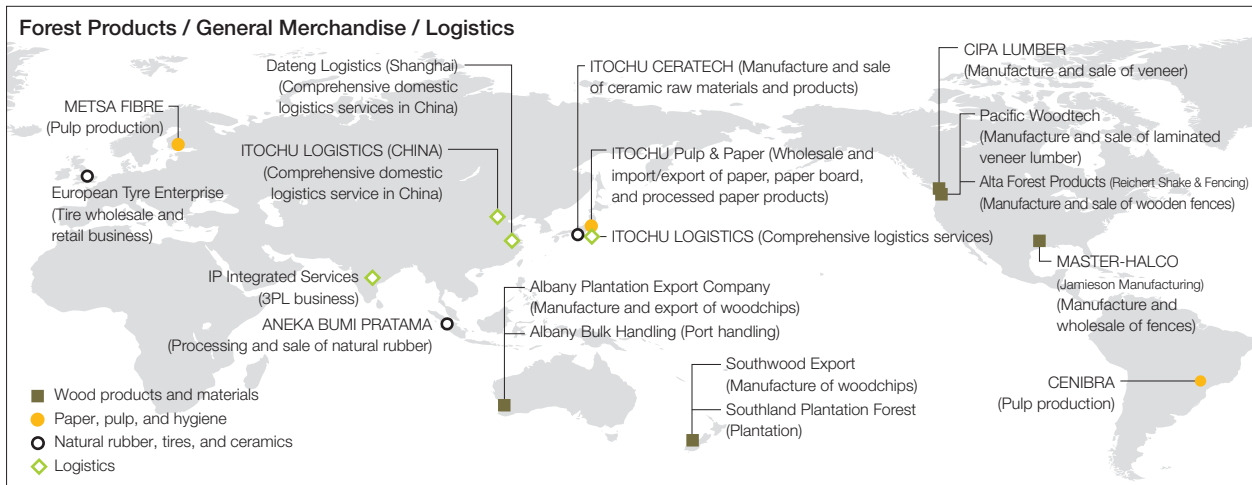 Forest Products / General Merchandise / Logistics
METSA FIBRE
(Pulp production)
European Tyre Enterprise
(Tire wholesale and
retail business)
Dateng Logistics (Shanghai)
(Comprehensive domestic
logistics services in China)
ITOCHU LOGISTICS (CHINA)
(Comprehensive domestic
logistics service in China)
IP Integrated Services
(3PL business)
ANEKA BUMI PRATAMA
(Processing and sale of natural rubber)
ITOCHU CERATECH (Manufacture and sale
of ceramic raw materials and products)
ITOCHU Pulp & Paper (Wholesale and
import/export of paper, paper board,
and processed paper products)
ITOCHU LOGISTICS (Comprehensive logistics services)
Albany Plantation Export Company
(Manufacture and export of woodchips)
Albany Bulk Handling (Port handling)
Southwood Export
(Manufacture of woodchips)
Southland Plantation Forest
(Plantation)
CIPA LUMBER
(Manufacture and sale of veneer)
Pacific Woodtech
(Manufacture and sale of laminated
veneer lumber)
Alta Forest Products (Reichert Shake & Fencing)
(Manufacture and sale of wooden fences)
MASTER-HALCO
(Jamieson Manufacturing)
(Manufacture and
wholesale of fences)
CENIBRA
(Pulp production)
Wood products and materials
Paper, pulp, and hygiene
Natural rubber, tires, and ceramics
Logistics